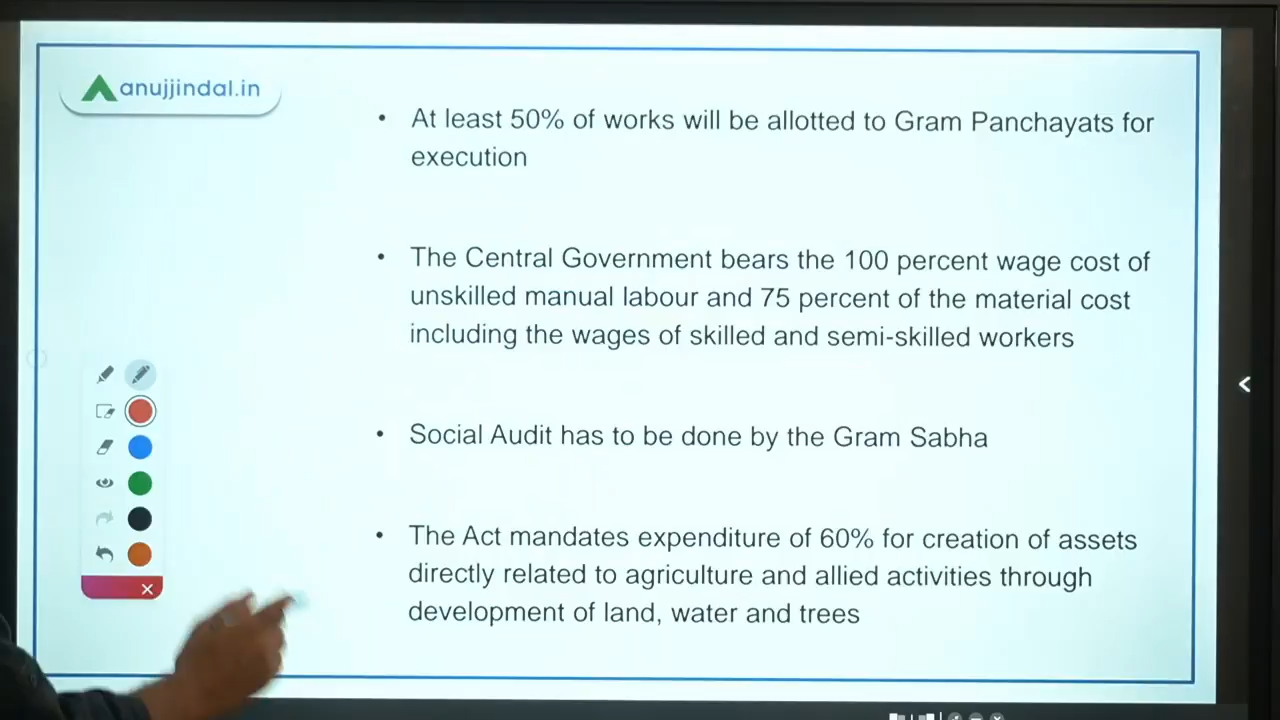 anujjindal.in
• At least 50% of works will be allotted to Gram Panchayats for
execution
• The Central Government bears the 100 percent wage cost of
unskilled manual labour and 75 percent of the material cost
including the wages of skilled and semi-skilled workers
• Social Audit has to be done by the Gram Sabha
• The Act mandates expenditure of 60% for creation of assets
directly related to agriculture and allied activities through
development of land, water and trees